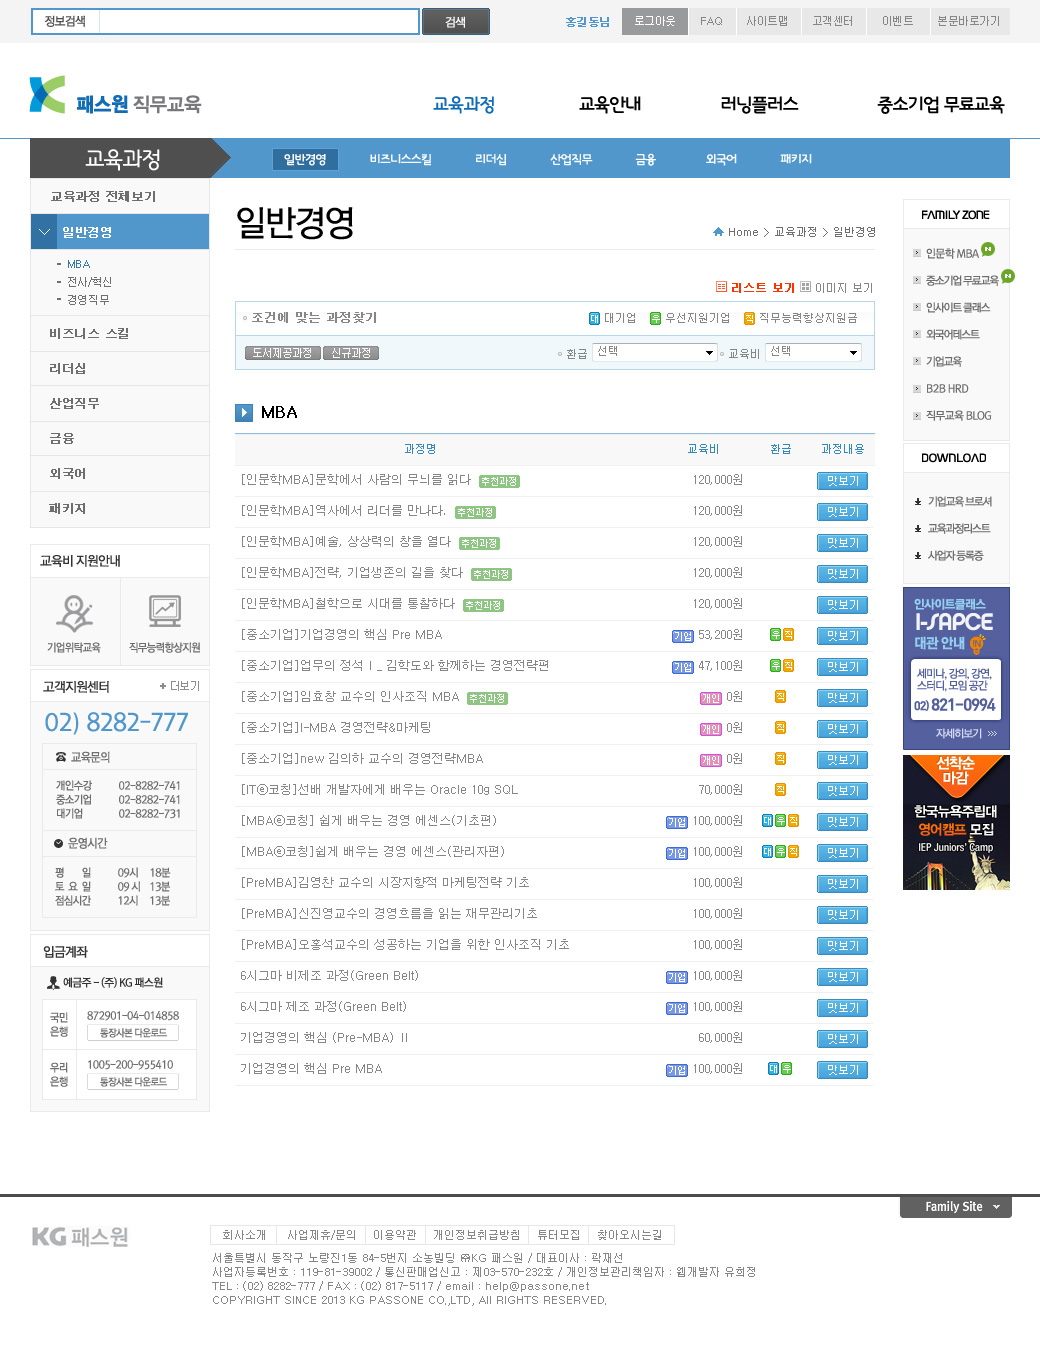 정보검색 검색 홍길동님 로그아웃 FAQ 사이트맵 고객센터 이벤트 본문바로가기
패스원 직무교육 교육과정 교육안내 러닝플러스 중소기업 무료교육
교육과정 일반경영 비즈니스스킬 리더십 산업직무 금융 외국어 패키지
교육과정 전체보기
일반경영
MBA
전사/혁신
경영직무
비즈니스 스킬
리더십
산업직무
금융
외국어
패키지
교육비 지원안내
기업위탁교육 직무능력향상지원
고객지원센터 + 더보기
02) 8282-777
교육문의
개인수강 02-8282-741
중소기업 02-8282-741
대기업 02-8282-731
운영시간
평 일 09시 18분
토 요 일 09시 13분
점심시간 12시 13분
입금계좌
예금주 - (주) KG 패스원
국민은행 872901-04-014858
통장사본 다운로드
우리은행 1005-200-955410
통장사본 다운로드
일반경영
Home > 교육과정 > 일반경영
리스트 보기 이미지 보기
조건에 맞는 과정찾기 대 대기업 우 우선지원기업 직 직무능력향상지원금
도서제공과정 신규과정 환급 선택 교육비 선택
MBA
과정명 교육비 환급 과정내용
[인문학MBA]문학에서 사람의 무늬를 읽다 추천과정 120,000원 맛보기
[인문학MBA]역사에서 리더를 만나다. 추천과정 120,000원 맛보기
[인문학MBA]예술, 상상력의 창을 열다 추천과정 120,000원 맛보기
[인문학MBA]전략, 기업생존의 길을 찾다 추천과정 120,000원 맛보기
[인문학MBA]철학으로 시대를 통찰하다 추천과정 120,000원 맛보기
[중소기업]기업경영의 핵심 Pre MBA 기업 53,200원 우 직 맛보기
[중소기업]업무의 정석 I _ 김학도와 함께하는 경영전략편 기업 47,100원 우 직 맛보기
[중소기업]임효창 교수의 인사조직 MBA 추천과정 개인 0원 직 맛보기
[중소기업]I-MBA 경영전략&마케팅 개인 0원 직 맛보기
[중소기업]new 김의하 교수의 경영전략MBA 개인 0원 직 맛보기
[ITⓔ코칭]선배 개발자에게 배우는 Oracle 10g SQL 70,000원 직 맛보기
[MBAⓔ코칭] 쉽게 배우는 경영 에센스(기초편) 기업 100,000원 대 우 직 맛보기
[MBAⓔ코칭]쉽게 배우는 경영 에센스(관리자편) 기업 100,000원 대 우 직 맛보기
[PreMBA]김영찬 교수의 시장지향적 마케팅전략 기초 100,000원 맛보기
[PreMBA]신진영교수의 경영흐름을 읽는 재무관리기초 100,000원 맛보기
[PreMBA]오홍석교수의 성공하는 기업을 위한 인사조직 기초 100,000원 맛보기
6시그마 비제조 과정(Green Belt) 기업 100,000원 맛보기
6시그마 제조 과정(Green Belt) 기업 100,000원 맛보기
기업경영의 핵심 (Pre-MBA) II 60,000원 맛보기
기업경영의 핵심 Pre MBA 기업 100,000원 대 우 맛보기
FAMILY ZONE
인문학 MBA N
중소기업 무료교육 N
인사이트 클래스
외국어테스트
기업교육
B2B HRD
직무교육 BLOG
DOWNLOAD
기업교육 브로셔
교육과정리스트
사업자 등록증
인사이트클래스
I-SAPCE
대관 안내
세미나, 강의, 강연,
스터디, 모임 공간
02) 821-0994
자세히보기
선착순
마감
한국뉴욕주립대
영어캠프 모집
IEP Juniors' Camp
Family Site
KG 패스원
회사소개 사업제휴/문의 이용약관 개인정보취급방침 튜터모집 찾아오시는길
서울특별시 동작구 노량진1동 84-5번지 소농빌딩 ㈜KG 패스원 / 대표이사 : 곽재선
사업자등록번호 : 119-81-39002 / 통신판매업신고 : 제03-570-232호 / 개인정보관리책임자 : 웹개발자 유희정
TEL : (02) 8282-777 / FAX : (02) 817-5117 / email : help@passone.net
COPYRIGHT SINCE 2013 KG PASSONE CO.,LTD, All RIGHTS RESERVED.